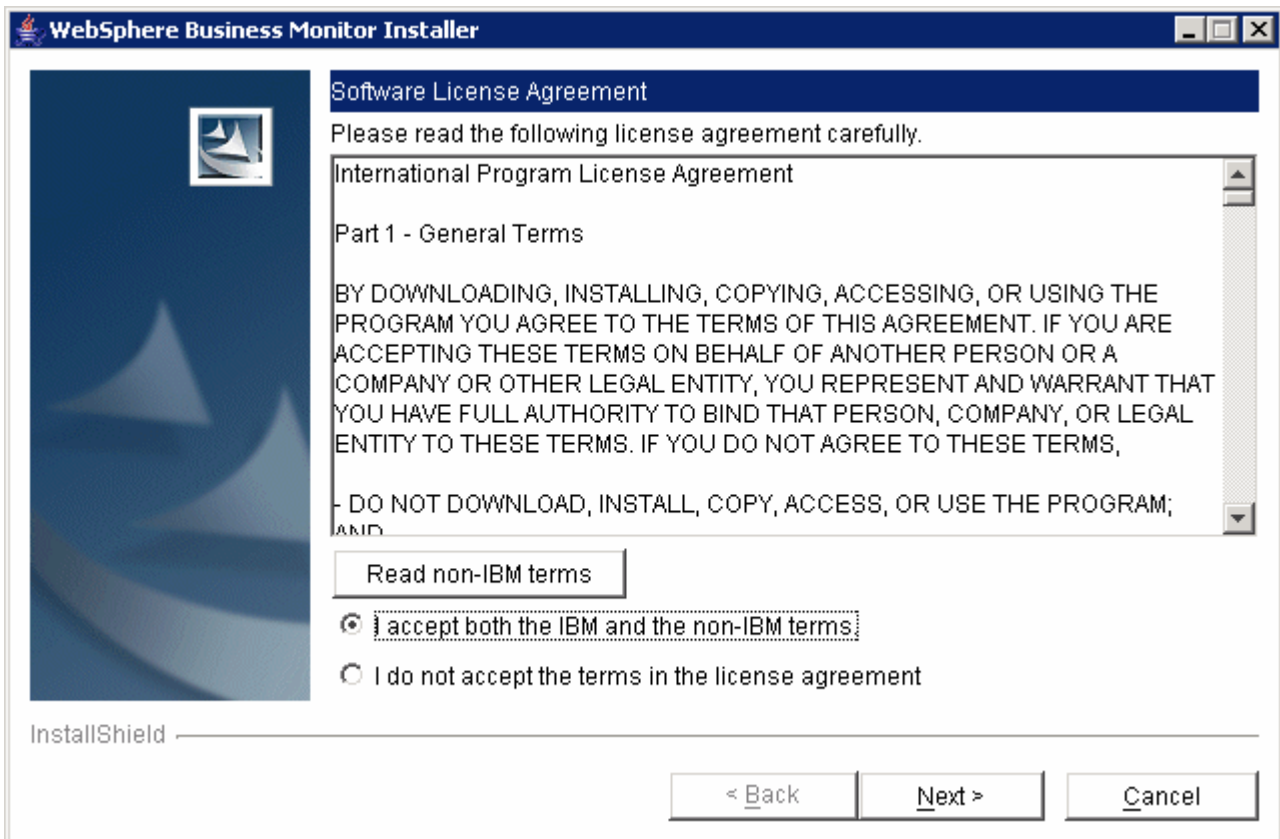 WebSphere Business Monitor Installer
Software License Agreement
Please read the following license agreement carefully.
International Program License Agreement
Part 1 - General Terms
BY DOWNLOADING, INSTALLING, COPYING, ACCESSING, OR USING THE
PROGRAM YOU AGREE TO THE TERMS OF THIS AGREEMENT. IF YOU ARE
ACCEPTING THESE TERMS ON BEHALF OF ANOTHER PERSON OR A
COMPANY OR OTHER LEGAL ENTITY, YOU REPRESENT AND WARRANT THAT
YOU HAVE FULL AUTHORITY TO BIND THAT PERSON, COMPANY, OR LEGAL
ENTITY TO THESE TERMS. IF YOU DO NOT AGREE TO THESE TERMS,
- DO NOT DOWNLOAD, INSTALL, COPY, ACCESS, OR USE THE PROGRAM;
AND
Read non-IBM terms
I accept both the IBM and the non-IBM terms.
I do not accept the terms in the license agreement
InstallShield
< Back
Next >
Cancel